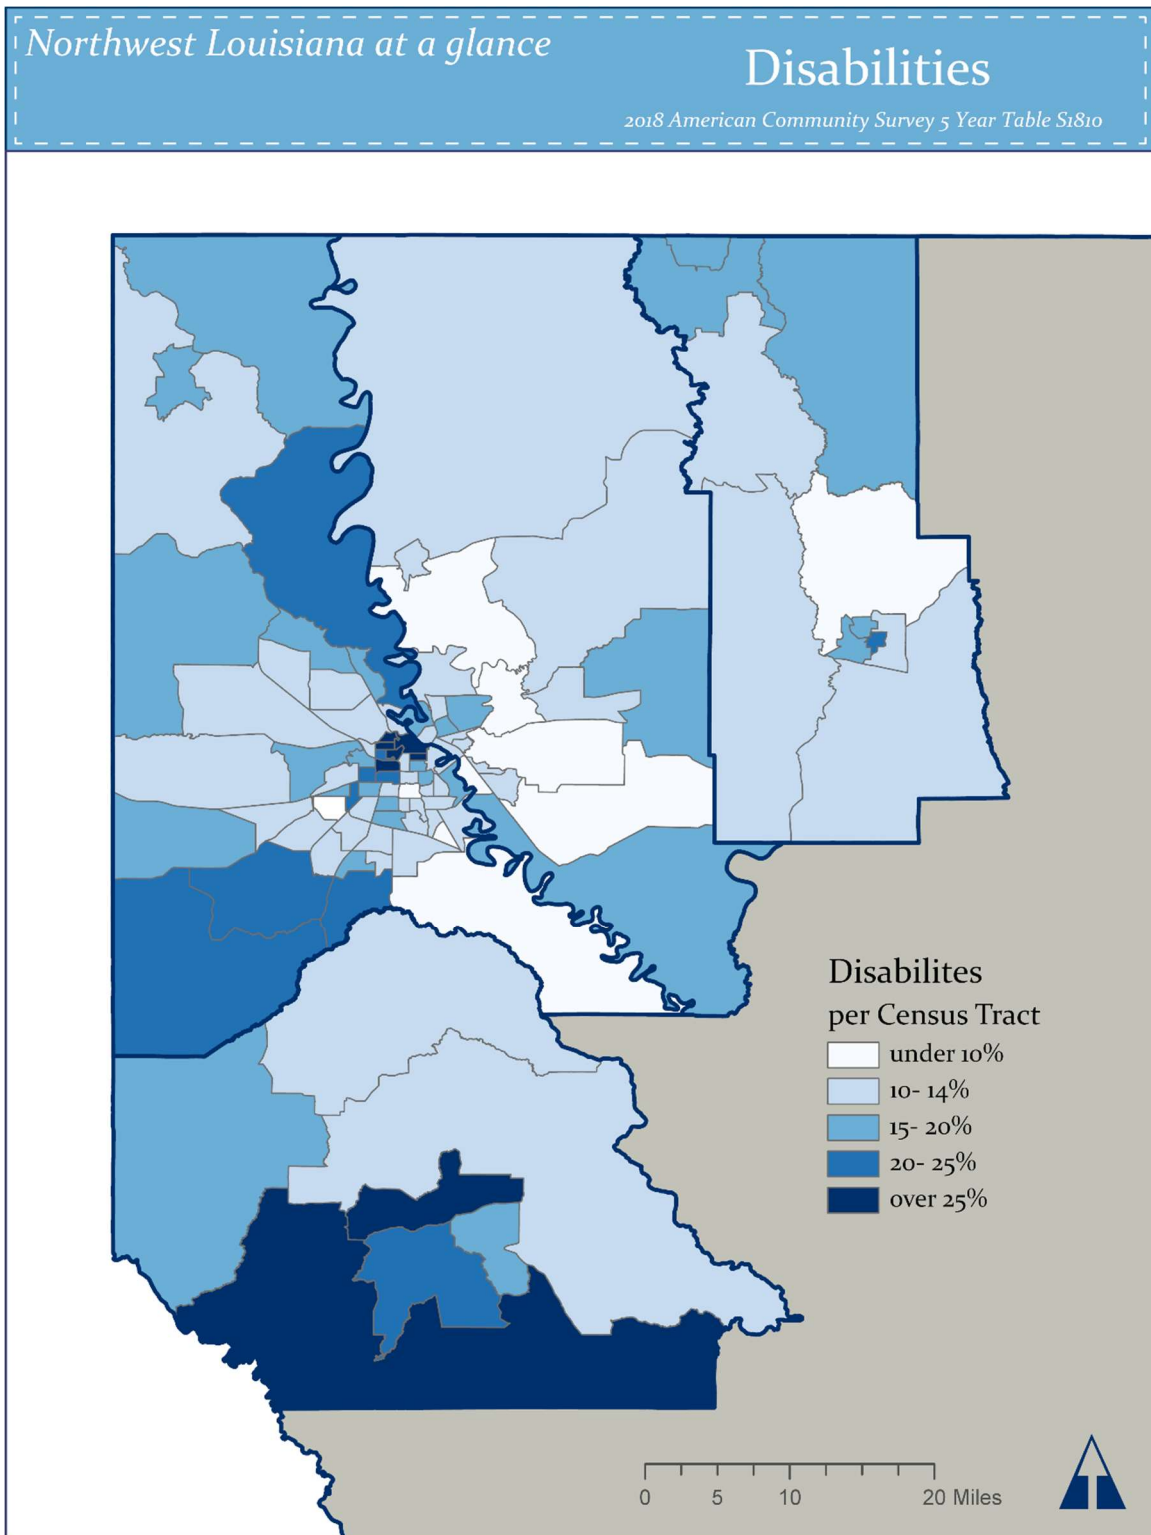 Northwest Louisiana at a glance
Disabilities
2018 American Community Survey 5 Year Table S1810
Disabilites
per Census Tract
under 10%
10- 14%
15- 20%
20- 25%
over 25%
0 5 10 20 Miles